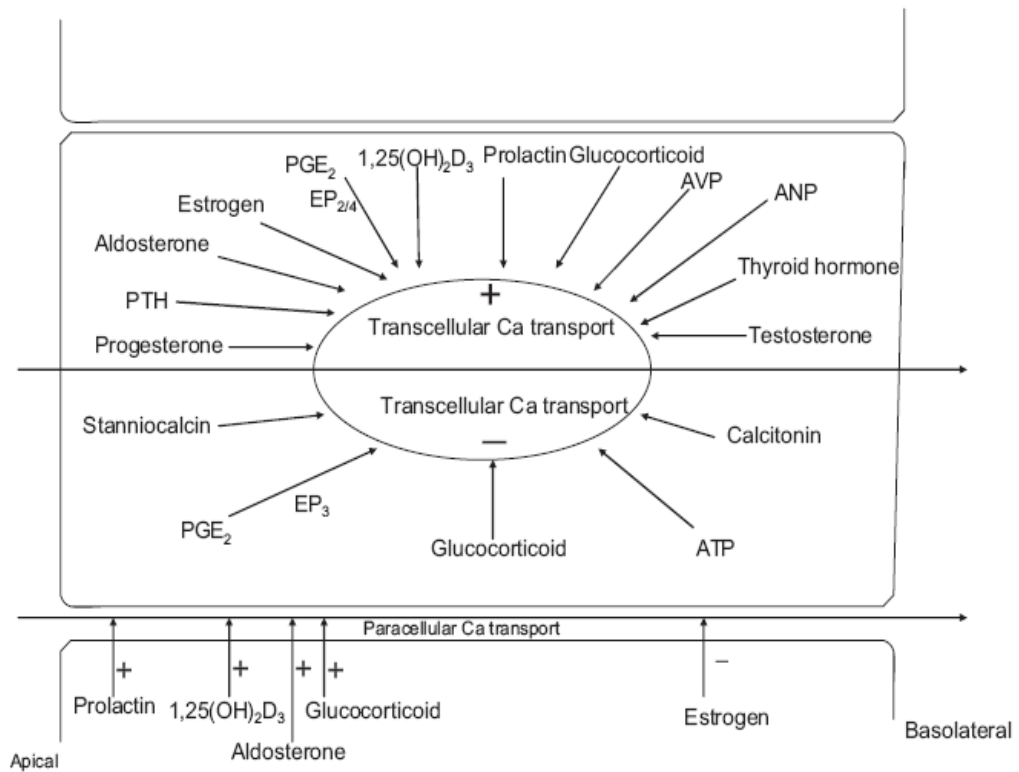 PGE2
1,25(OH)2D3
Prolactin
Glucocorticoid
EP2/4
AVP
ANP
Estrogen
Aldosterone
Thyroid hormone
PTH
+
Transcellular Ca transport
Testosterone
Progesterone
Transcellular Ca transport
−
Stanniocalcin
Calcitonin
EP3
PGE2
Glucocorticoid
ATP
Paracellular Ca transport
+
+
+
+
−
Prolactin
1,25(OH)2D3
Glucocorticoid
Estrogen
Aldosterone
Basolateral
Apical